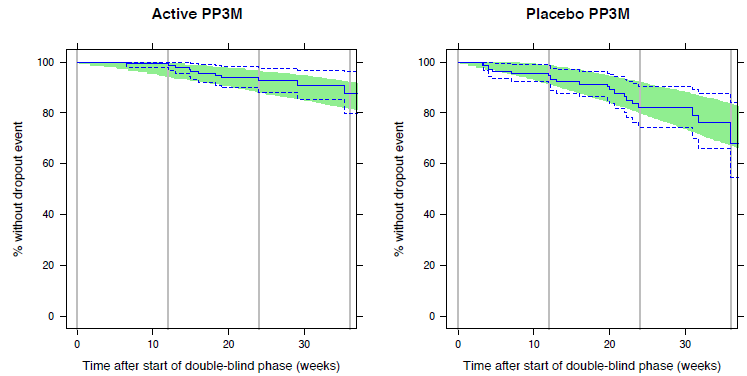 Active PP3M
Placebo PP3M
% without dropout event
100
80
60
40
20
0
0 10 20 30
Time after start of double-blind phase (weeks)
% without dropout event
100
80
60
40
20
0
0 10 20 30
Time after start of double-blind phase (weeks)